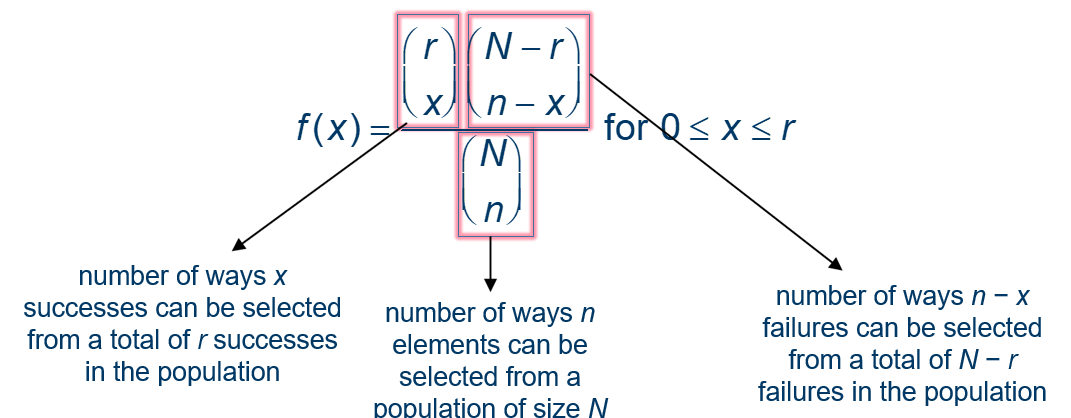 f(x) = (r x) (N – r n – x) / (N n) for 0 ≤ x ≤ r
number of ways x
successes can be selected
from a total of r successes
in the population
number of ways n
elements can be
selected from a
population of size N
number of ways n − x
failures can be selected
from a total of N − r
failures in the population